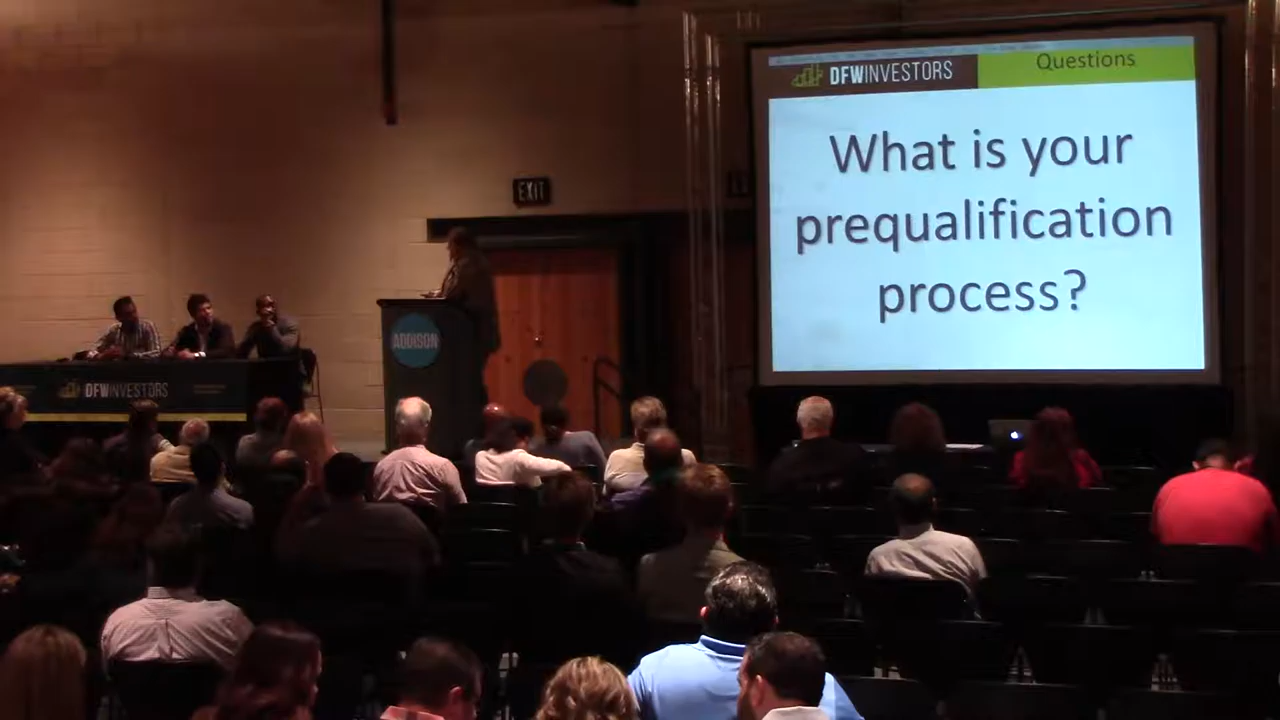 DFWINVESTORS
Questions
What is your
prequalification
process?
EXIT
ADDISON
DFWINVESTORS